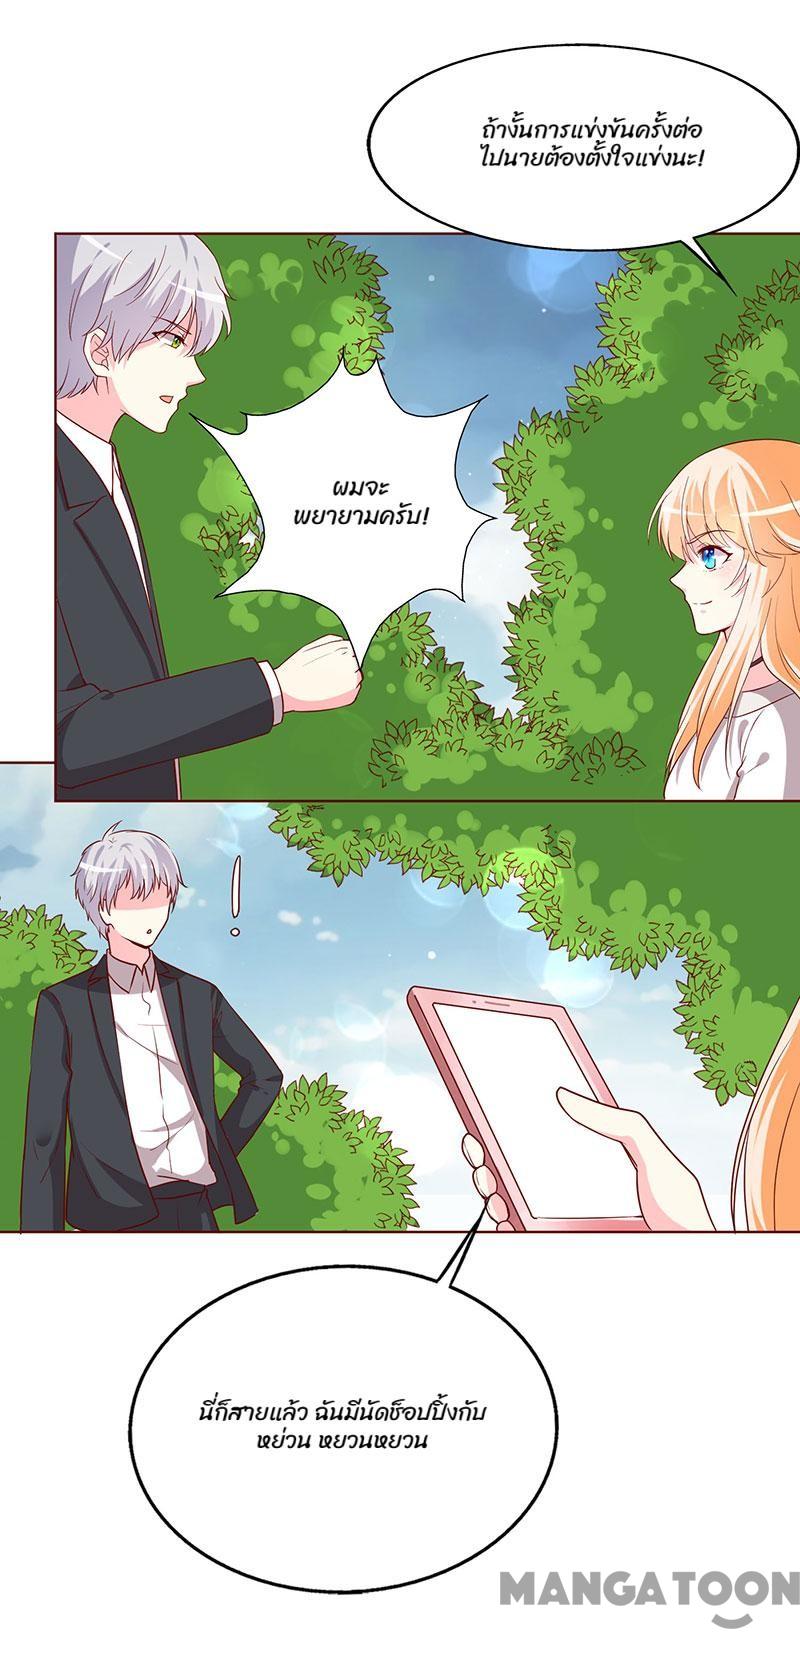 ถ้างั้นการแข่งขันครั้งต่อ
ไปนายต้องตั้งใจแข่งนะ!
ผมจะ
พยายามครับ!
!
นี่ก็สายแล้ว ฉันมีนัดช็อปปิ้งกับ
หย่วน หยวนหยวน
MANGATOON